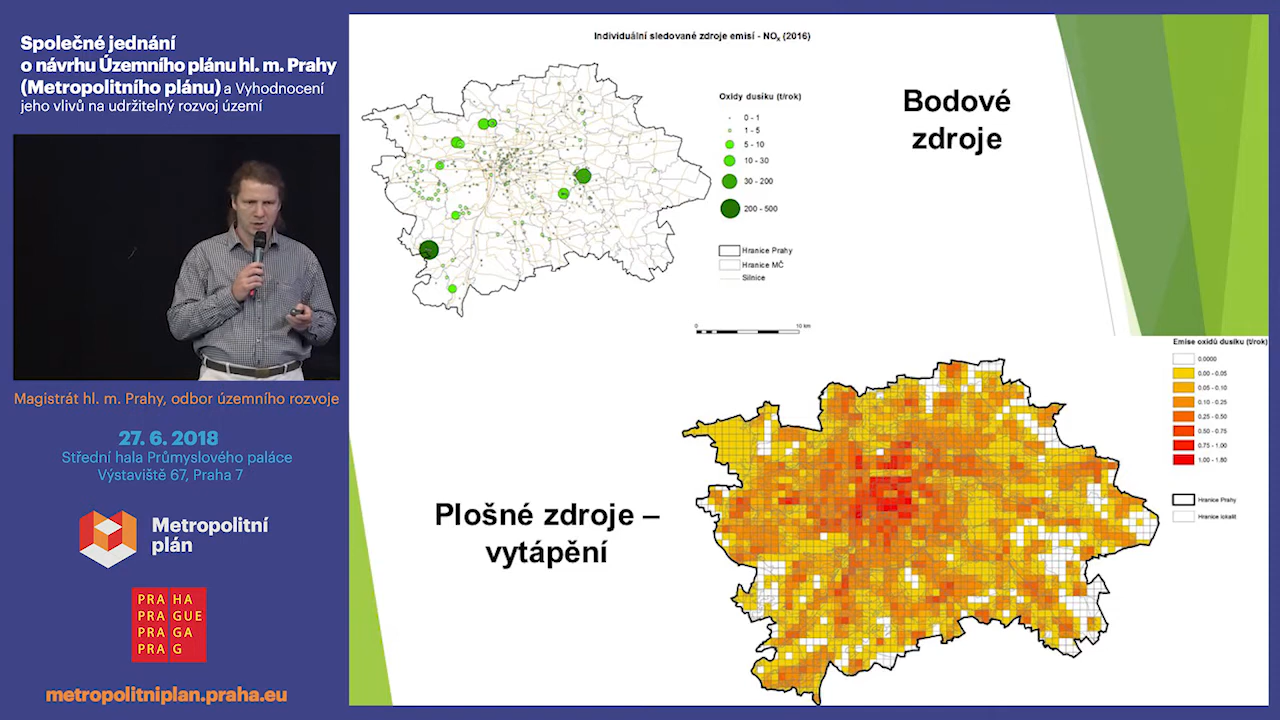 Společné jednání
o návrhu Územního plánu hl. m. Prahy
(Metropolitního plánu) a Vyhodnocení
jeho vlivů na udržitelný rozvoj území
Magistrát hl. m. Prahy, odbor územního rozvoje
27. 6. 2018
Střední hala Průmyslového paláce
Výstaviště 67, Praha 7
Metropolitní
plán
PRA HA
PRA GUE
PRA GA
PRA G
metropolitniplan.praha.eu
Individuální sledované zdroje emisí - NOx (2016)
Oxidy dusíku (t/rok)
0 - 1
1 - 5
5 - 10
10 - 30
30 - 200
200 - 500
Hranice Prahy
Hranice MČ
Silnice
0 10 km
Bodové
zdroje
Plošné zdroje –
vytápění
Emise oxidů dusíku (t/rok)
0.0000
0.00 - 0.05
0.05 - 0.10
0.10 - 0.25
0.25 - 0.50
0.50 - 0.75
0.75 - 1.00
1.00 - 1.80
Hranice Prahy
Hranice lokalit